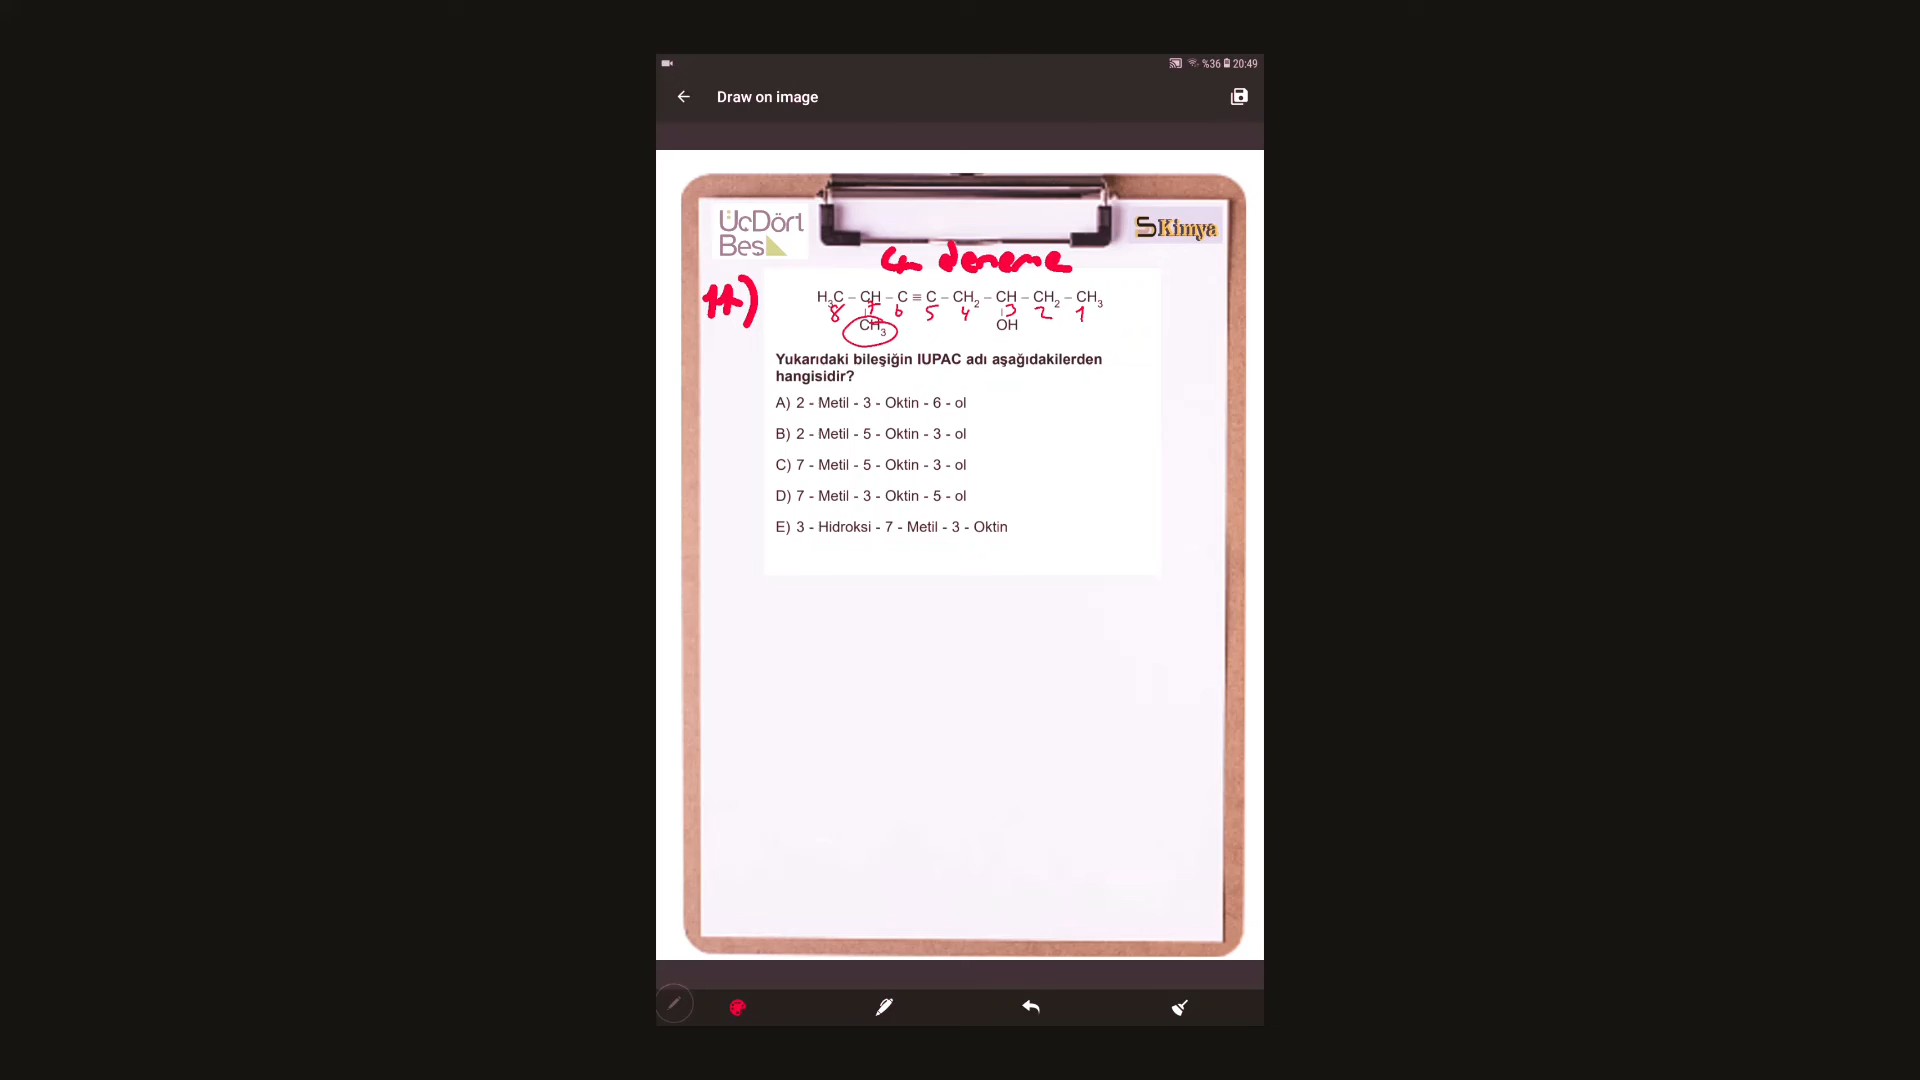 %36 20:49
Draw on image
ÜçDört
Beş
SKimya
4. deneme
11)
H₃C – CH – C ≡ C – CH₂ – CH – CH₂ – CH₃
8 7 6 5 4 3 2 1
CH₃ OH
Yukarıdaki bileşiğin IUPAC adı aşağıdakilerden
hangisidir?
A) 2 - Metil - 3 - Oktin - 6 - ol
B) 2 - Metil - 5 - Oktin - 3 - ol
C) 7 - Metil - 5 - Oktin - 3 - ol
D) 7 - Metil - 3 - Oktin - 5 - ol
E) 3 - Hidroksi - 7 - Metil - 3 - Oktin